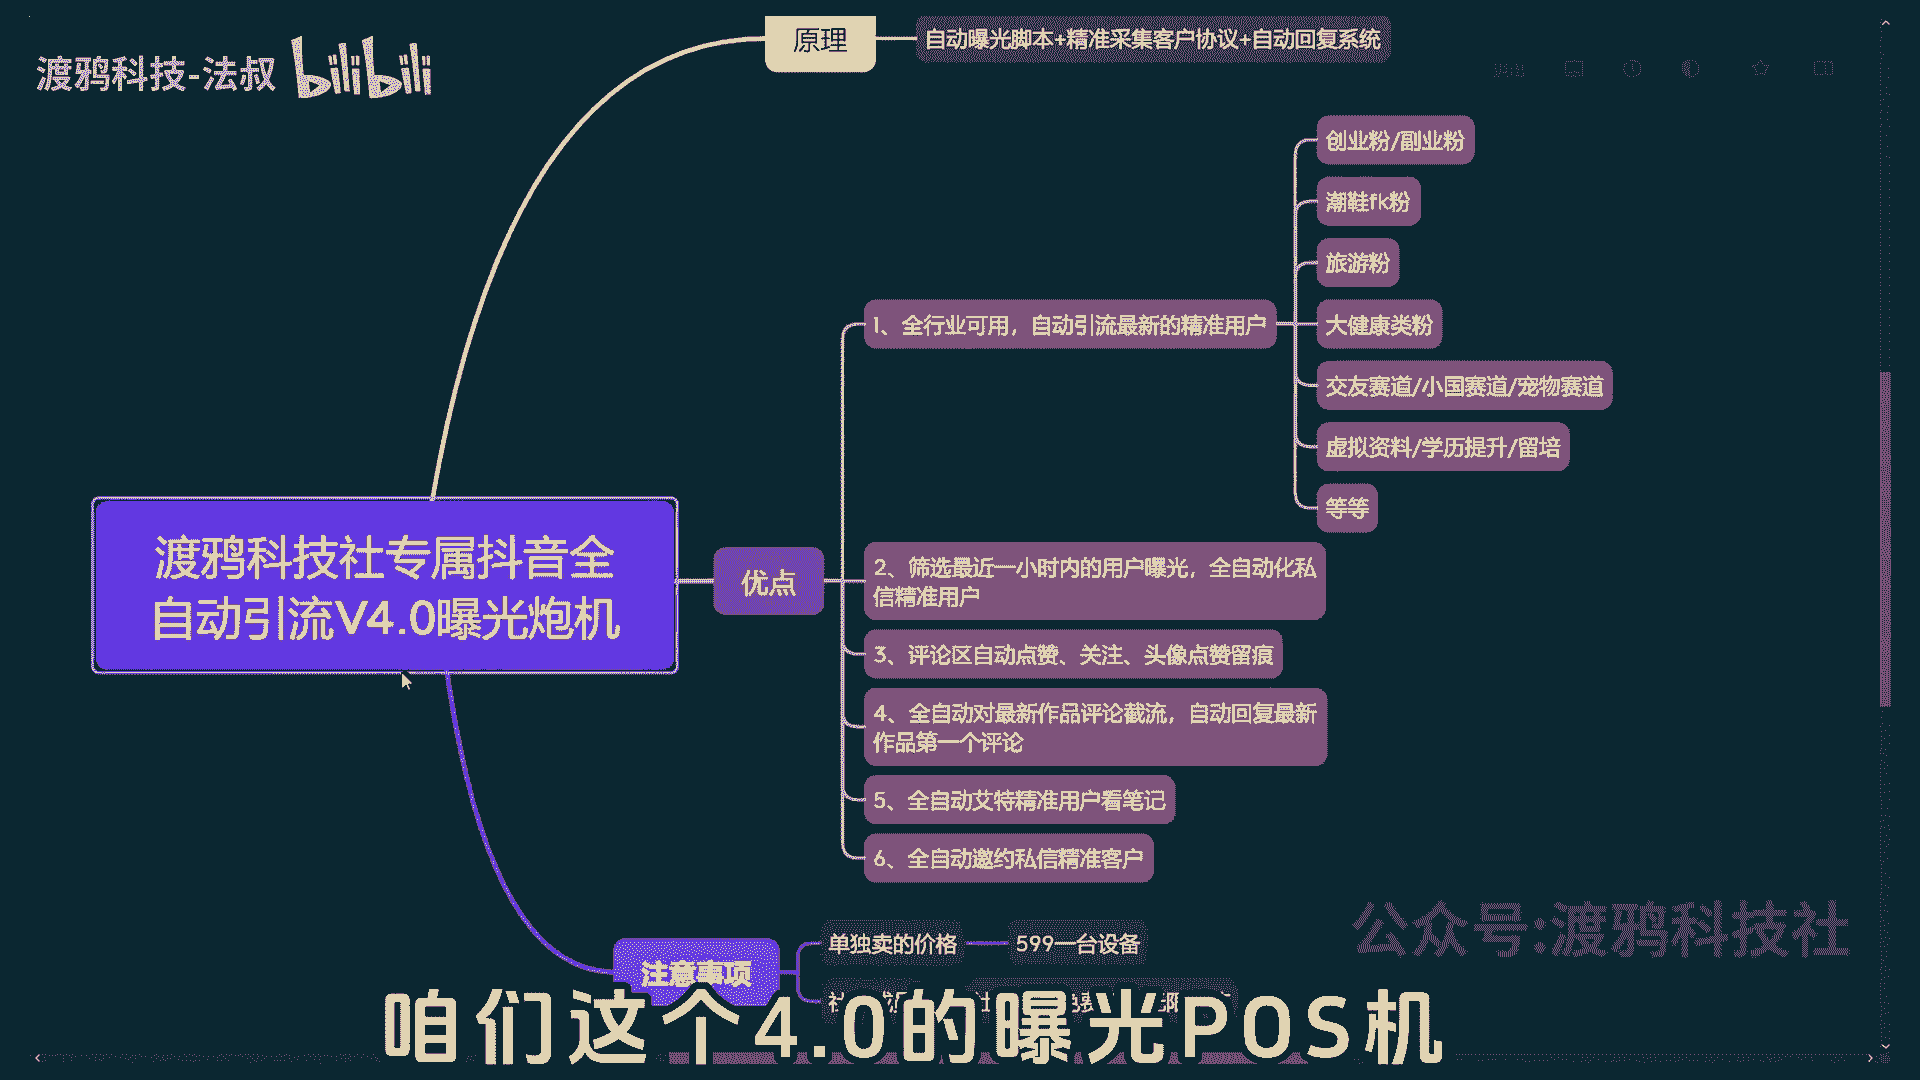 渡鸦科技-法叔 bilibili
原理
自动曝光脚本+精准采集客户协议+自动回复系统
创业粉/副业粉
潮鞋fk粉
旅游粉
1、全行业可用，自动引流最新的精准用户
大健康类粉
交友赛道/小国赛道/宠物赛道
虚拟资料/学历提升/留培
等等
渡鸦科技社专属抖音全
自动引流V4.0曝光炮机
优点
2、筛选最近一小时内的用户曝光，全自动化私
信精准用户
3、评论区自动点赞、关注、头像点赞留痕
4、全自动对最新作品评论截流，自动回复最新
作品第一个评论
5、全自动艾特精准用户看笔记
6、全自动邀约私信精准客户
注意事项
单独卖的价格
599一台设备
公众号:渡鸦科技社
咱们这个4.0的曝光POS机